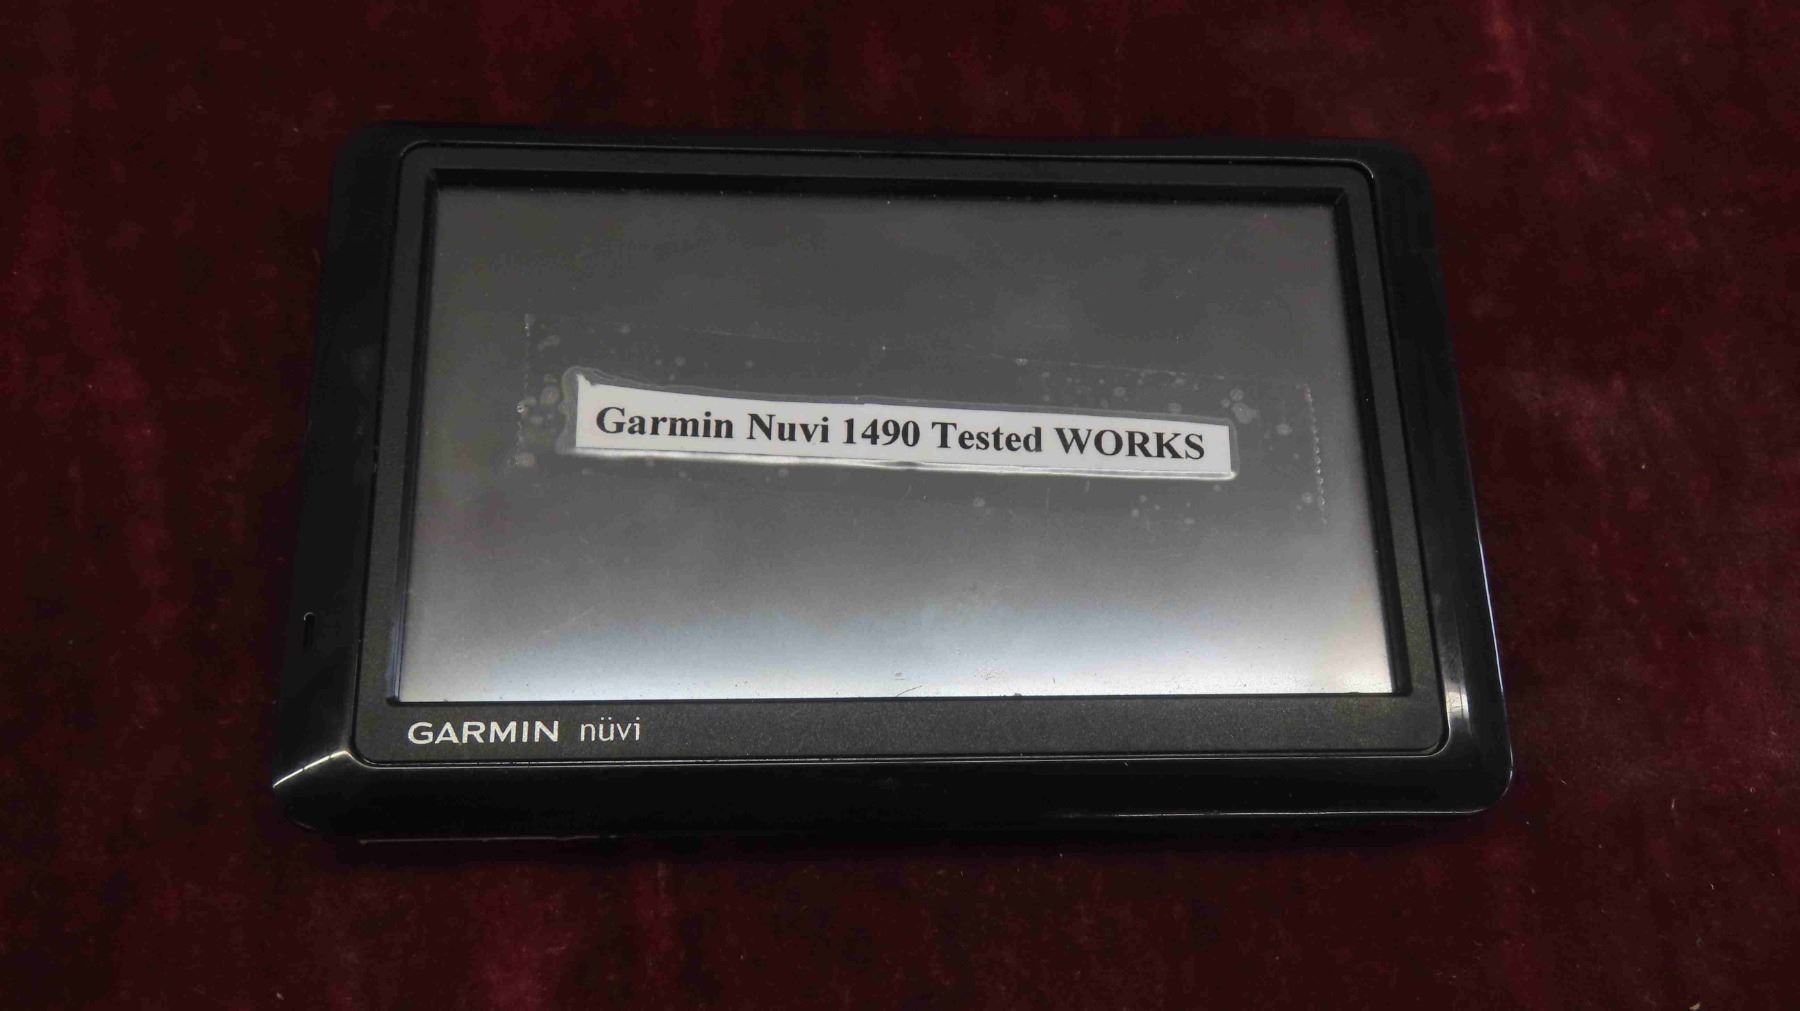 Garmin Nuvi 1490 Tested WORKS
GARMIN nüvi